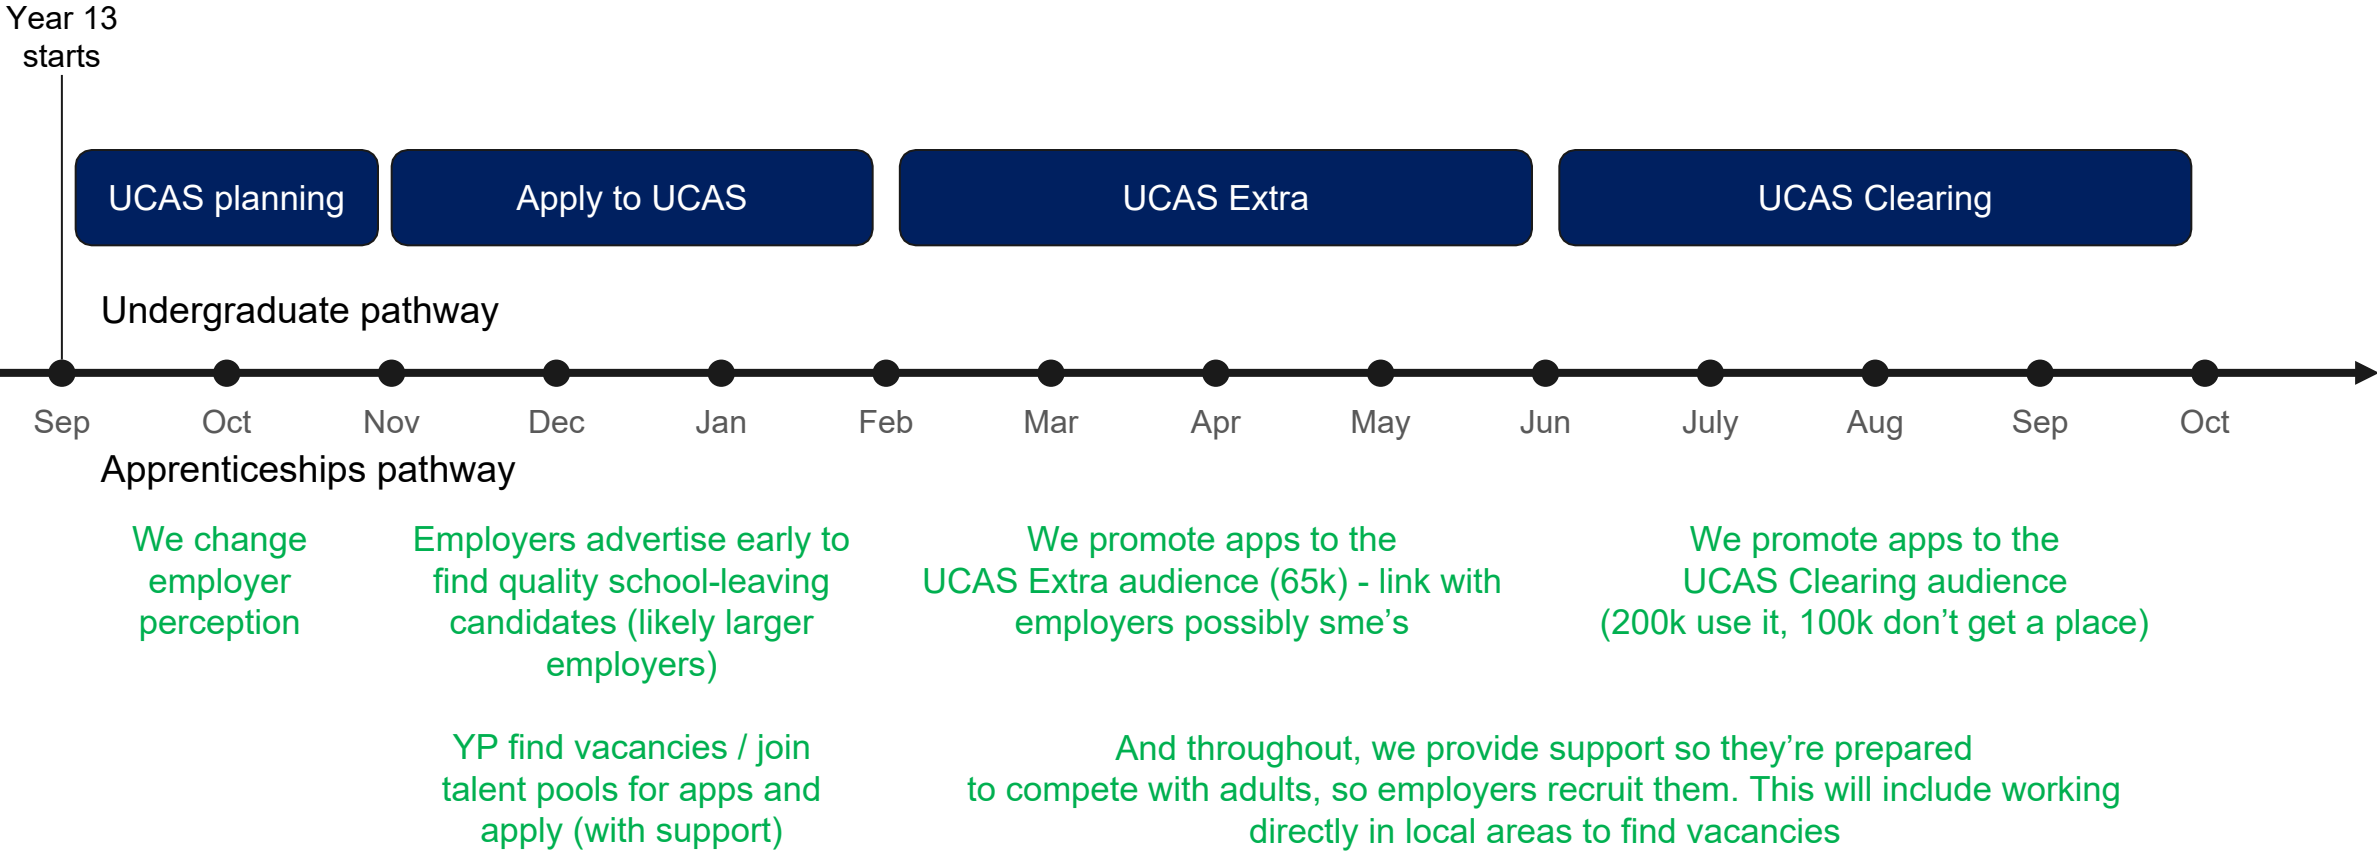 Year 13
starts
UCAS planning
Apply to UCAS
UCAS Extra
UCAS Clearing
Undergraduate pathway
Sep
Oct
Nov
Dec
Jan
Feb
Mar
Apr
May
Jun
July
Aug
Sep
Oct
Apprenticeships pathway
We change
employer
perception
Employers advertise early to
find quality school-leaving
candidates (likely larger
employers)
We promote apps to the
UCAS Extra audience (65k) - link with
employers possibly sme’s
We promote apps to the
UCAS Clearing audience
(200k use it, 100k don’t get a place)
YP find vacancies / join
talent pools for apps and
apply (with support)
And throughout, we provide support so they’re prepared
to compete with adults, so employers recruit them. This will include working
directly in local areas to find vacancies